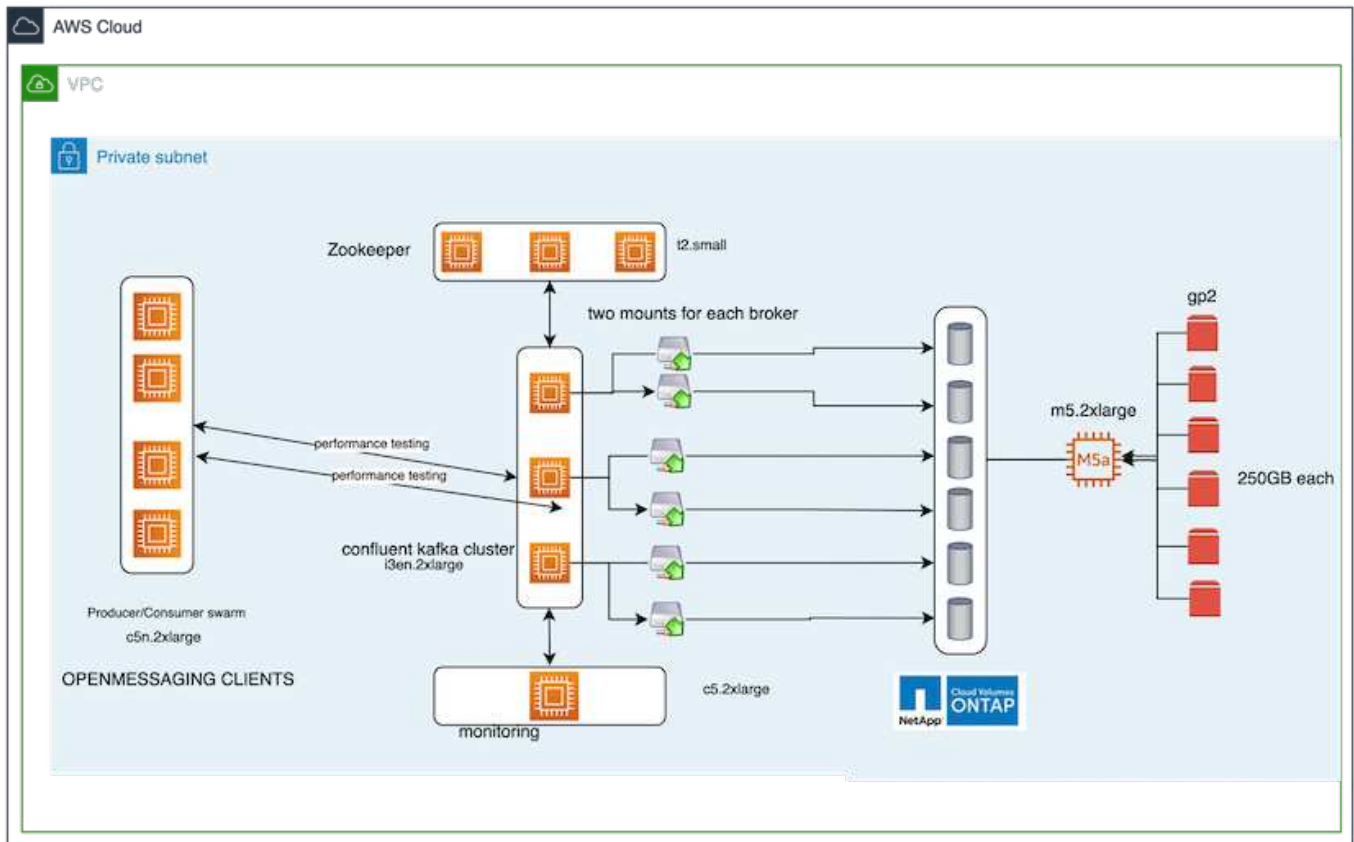 AWS Cloud
VPC
Private subnet
Zookeeper
t2.small
two mounts for each broker
gp2
m5.2xlarge
M5a
250GB each
performance testing
performance testing
confluent kafka cluster
i3en.2xlarge
Producer/Consumer swarm
c5n.2xlarge
OPENMESSAGING CLIENTS
c5.2xlarge
monitoring
NetApp
Cloud Volumes
ONTAP